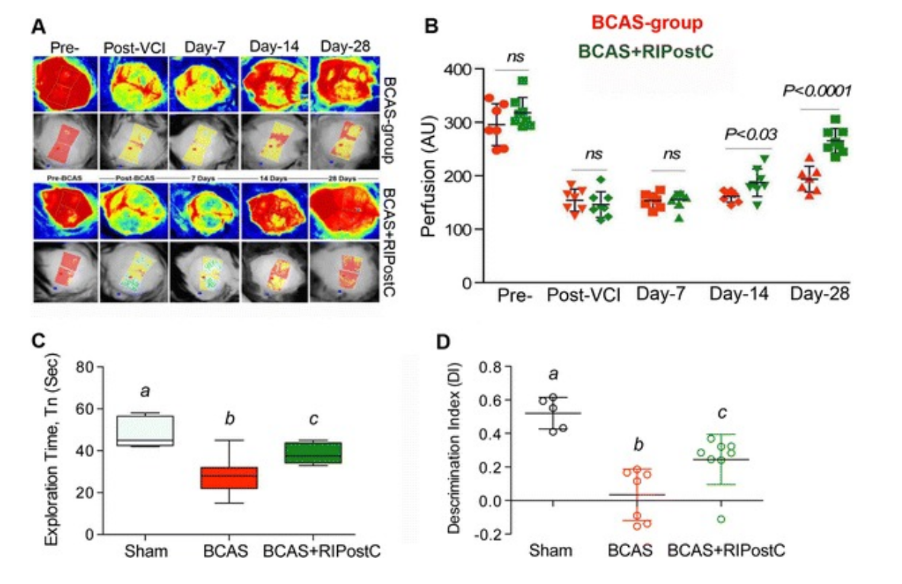 A
Pre- Post-VCI Day-7 Day-14 Day-28
BCAS-group
Pre-BCAS Post-BCAS 7 Days 14 Days 28 Days
BCAS+RIPostC
B
BCAS-group
BCAS+RIPostC
Perfusion (AU)
400
300
200
100
0
ns
ns
ns
P<0.03
P<0.0001
Pre- Post-VCI Day-7 Day-14 Day-28
C
Exploration Time, Tn (Sec)
80
60
40
20
0
a
b
c
Sham BCAS BCAS+RIPostC
D
Descrimination Index (DI)
0.8
0.6
0.4
0.2
0.0
-0.2
a
b
c
Sham BCAS BCAS+RIPostC